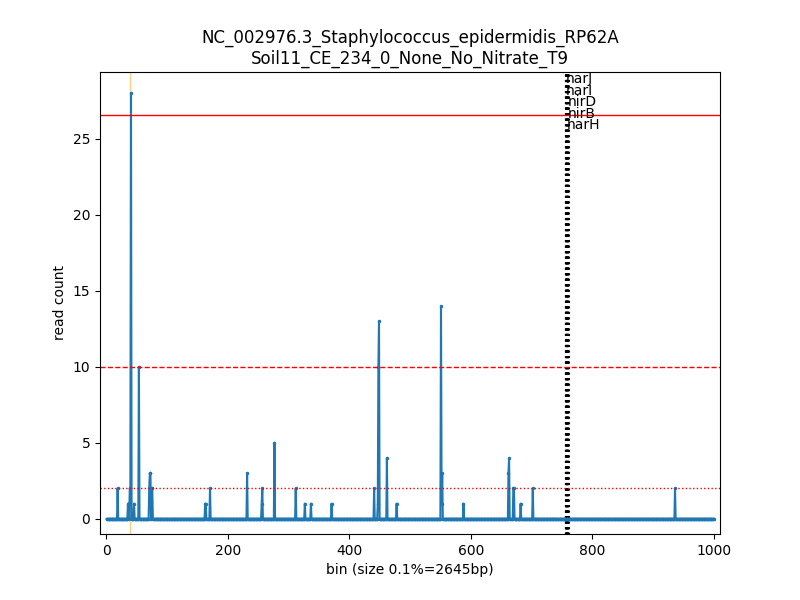 NC_002976.3_Staphylococcus_epidermidis_RP62A
Soil11_CE_234_0_None_No_Nitrate_T9
narJ
narI
nirD
nirB
narH
25
20
15
10
5
0
read count
0 200 400 600 800 1000
bin (size 0.1%=2645bp)